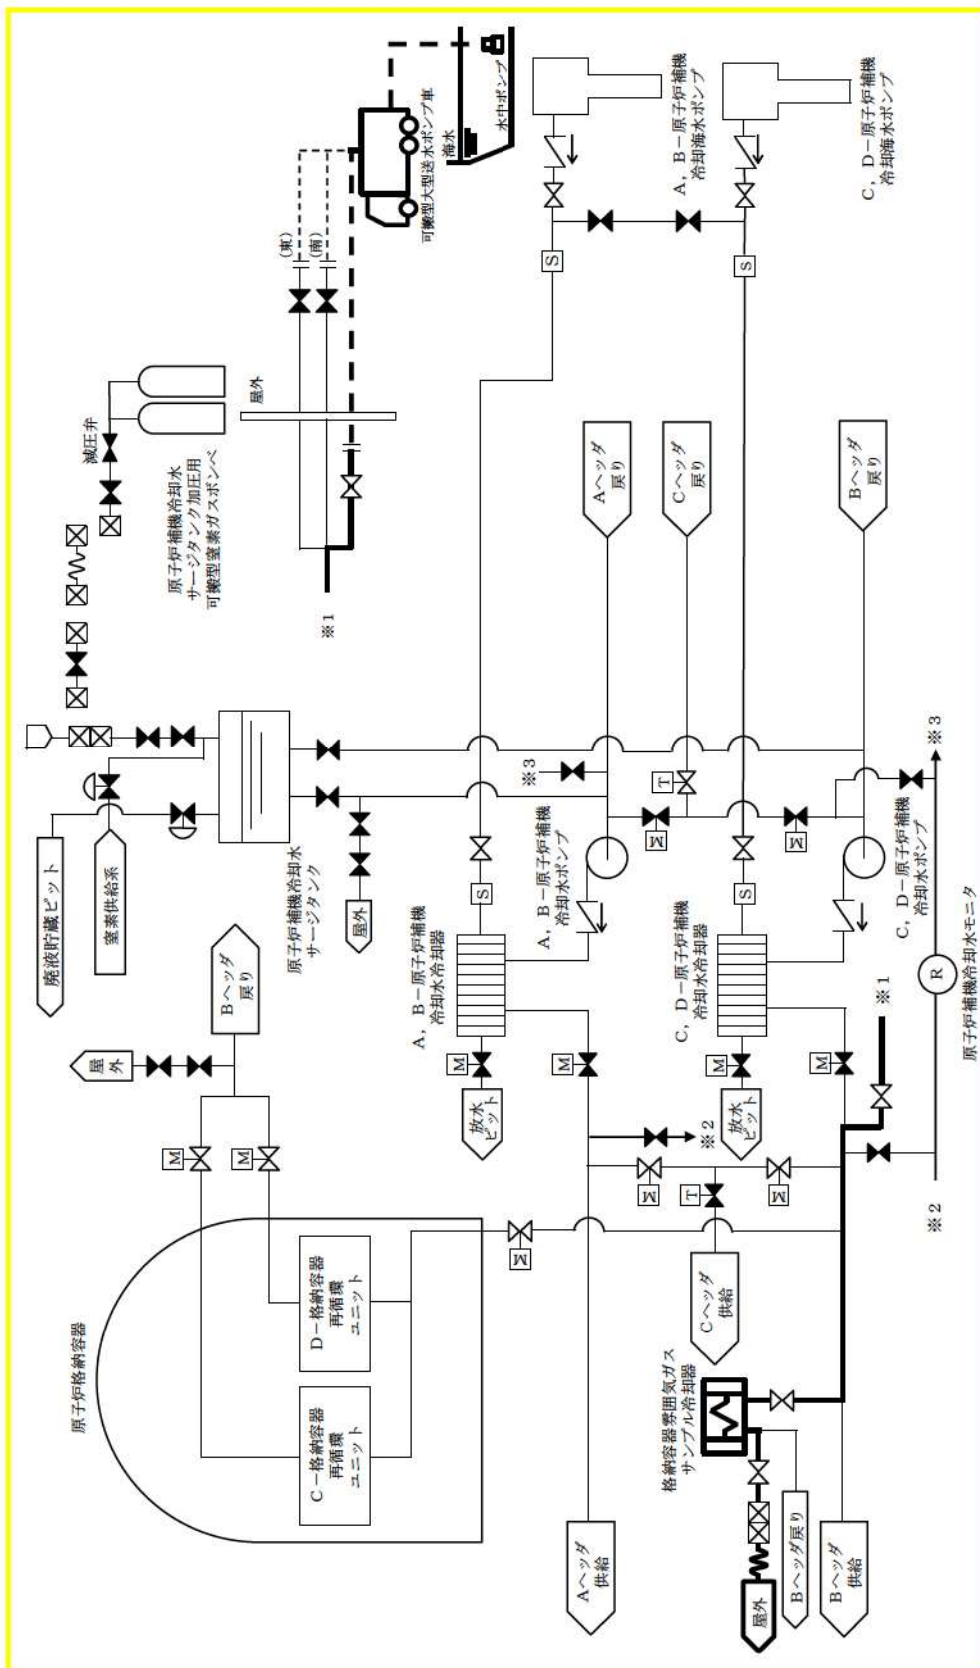 原子炉格納容器
C－格納容器
再循環
ユニット
D－格納容器
再循環
ユニット
M
M
屋外
Bヘッダ
戻り
廃液貯蔵ピット
窒素供給系
原子炉補機冷却水
サージタンク
屋外
原子炉補機冷却水
サージタンク加圧用
可搬型窒素ガスボンベ
減圧弁
屋外
※1
(東)
(南)
可搬型大型送水ポンプ車
海水
水中ポンプ
A，B－原子炉補機
冷却水冷却器
M
放水
ピット
S
M
※3
A，B－原子炉補機
冷却水ポンプ
Aヘッダ
戻り
S
A，B－原子炉補機
冷却海水ポンプ
M
T
Cヘッダ
戻り
M
※2
M
T
M
M
Cヘッダ
供給
C，D－原子炉補機
冷却水冷却器
M
放水
ピット
S
M
C，D－原子炉補機
冷却水ポンプ
Bヘッダ
戻り
S
C，D－原子炉補機
冷却海水ポンプ
Aヘッダ
供給
格納容器雰囲気ガス
サンプル冷却器
屋外
Bヘッダ戻り
Bヘッダ
供給
※1
※2
R
原子炉補機冷却水モニタ
※3